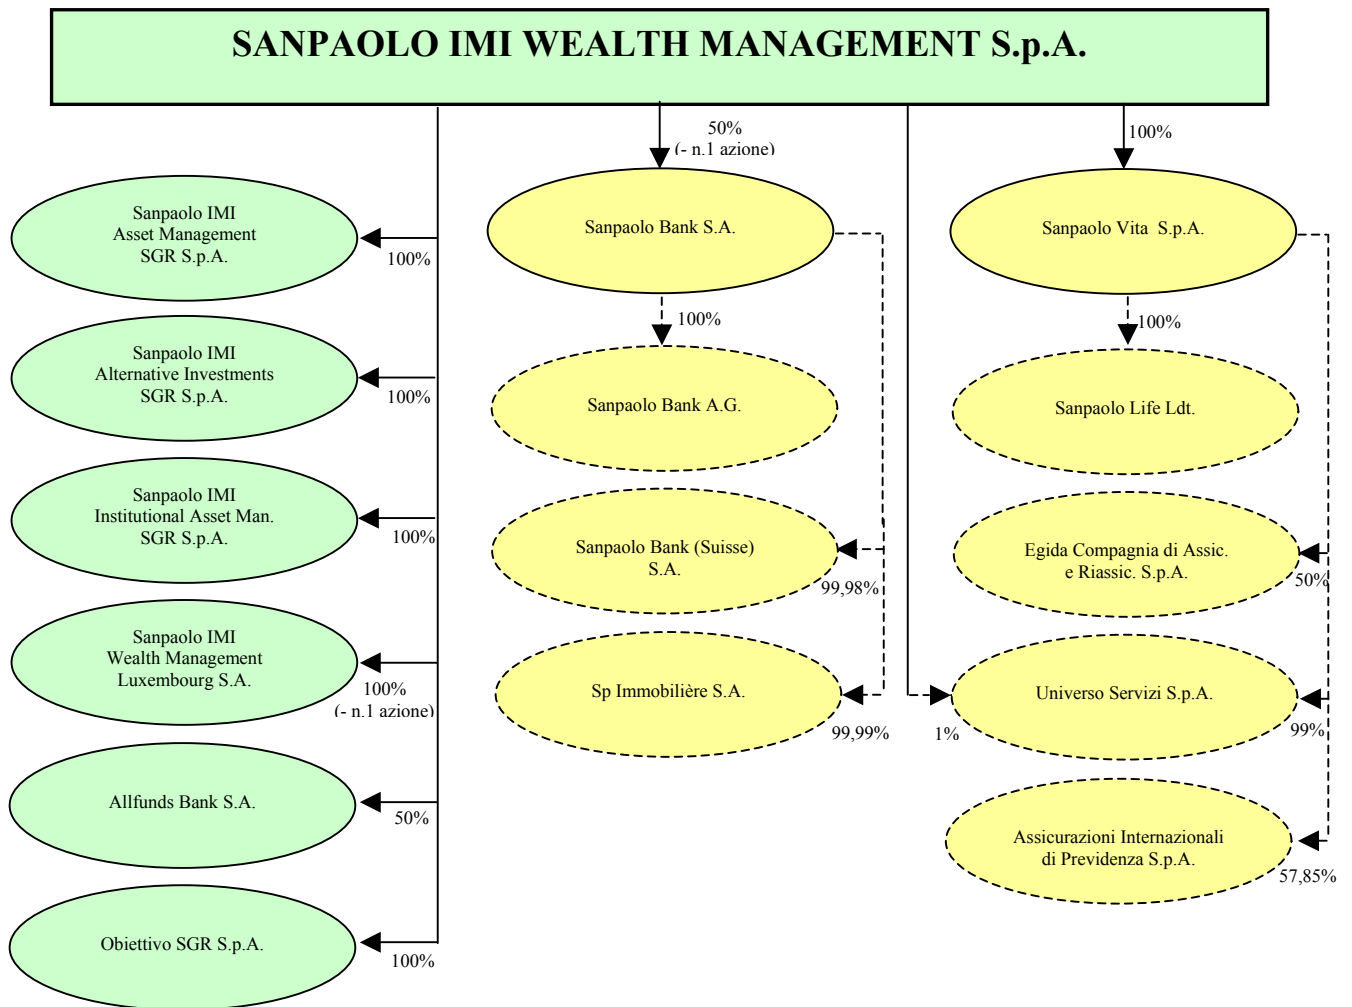 SANPAOLO IMI WEALTH MANAGEMENT S.p.A.
50%
(- n.1 azione)
100%
Sanpaolo IMI
Asset Management
SGR S.p.A.
100%
Sanpaolo Bank S.A.
Sanpaolo Vita S.p.A.
100%
100%
Sanpaolo IMI
Alternative Investments
SGR S.p.A.
100%
Sanpaolo Bank A.G.
Sanpaolo Life Ldt.
Sanpaolo IMI
Institutional Asset Man.
SGR S.p.A.
100%
Sanpaolo Bank (Suisse)
S.A.
99,98%
Egida Compagnia di Assic.
e Riassic. S.p.A.
50%
Sanpaolo IMI
Wealth Management
Luxembourg S.A.
100%
(- n.1 azione)
Sp Immobilière S.A.
99,99%
1%
Universo Servizi S.p.A.
99%
Allfunds Bank S.A.
50%
Assicurazioni Internazionali
di Previdenza S.p.A.
57,85%
Obiettivo SGR S.p.A.
100%